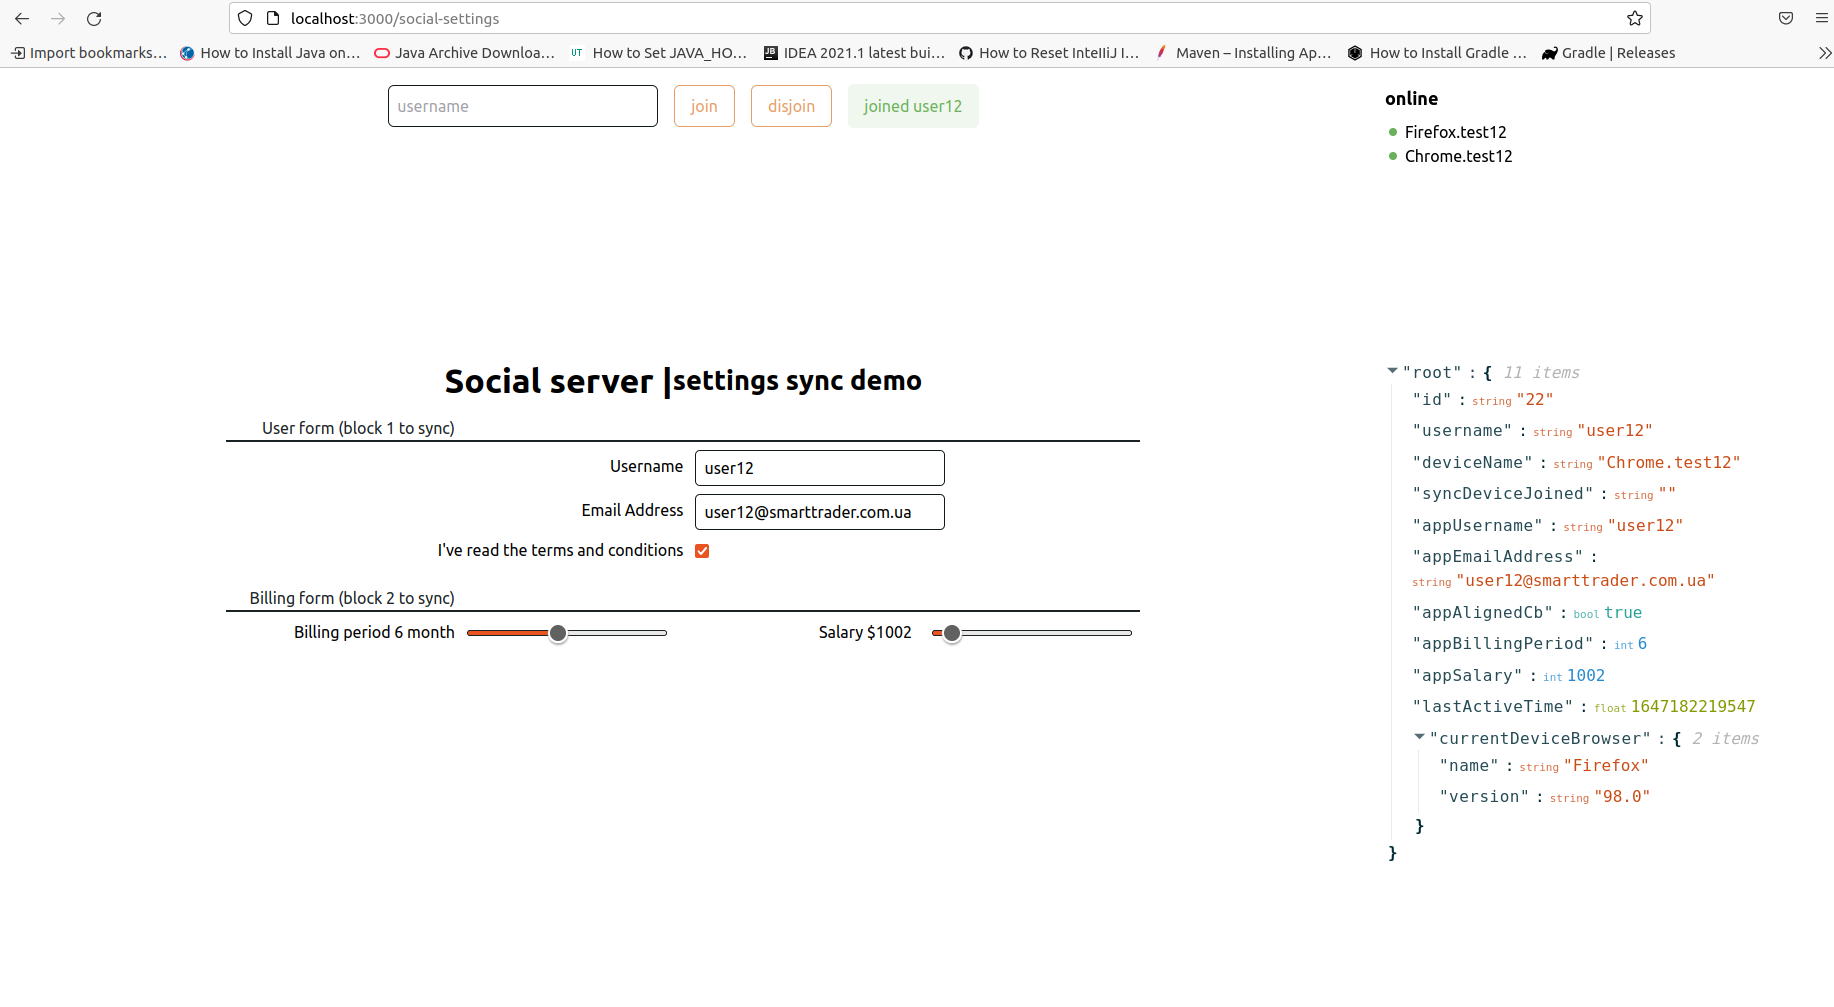 localhost:3000/social-settings
Import bookmarks... How to Install Java on... Java Archive Downloa... UT How to Set JAVA_HO... IDEA 2021.1 latest bui... How to Reset IntelliJ I... Maven – Installing Ap... How to Install Gradle ... Gradle | Releases
username join disjoin joined user12
online
Firefox.test12
Chrome.test12
Social server |settings sync demo
User form (block 1 to sync)
Username user12
Email Address user12@smarttrader.com.ua
I've read the terms and conditions
Billing form (block 2 to sync)
Billing period 6 month Salary $1002
"root" : { 11 items
"id" : string "22"
"username" : string "user12"
"deviceName" : string "Chrome.test12"
"syncDeviceJoined" : string ""
"appUsername" : string "user12"
"appEmailAddress" :
string "user12@smarttrader.com.ua"
"appAlignedCb" : bool true
"appBillingPeriod" : int 6
"appSalary" : int 1002
"lastActiveTime" : float 1647182219547
"currentDeviceBrowser" : { 2 items
"name" : string "Firefox"
"version" : string "98.0"
}
}